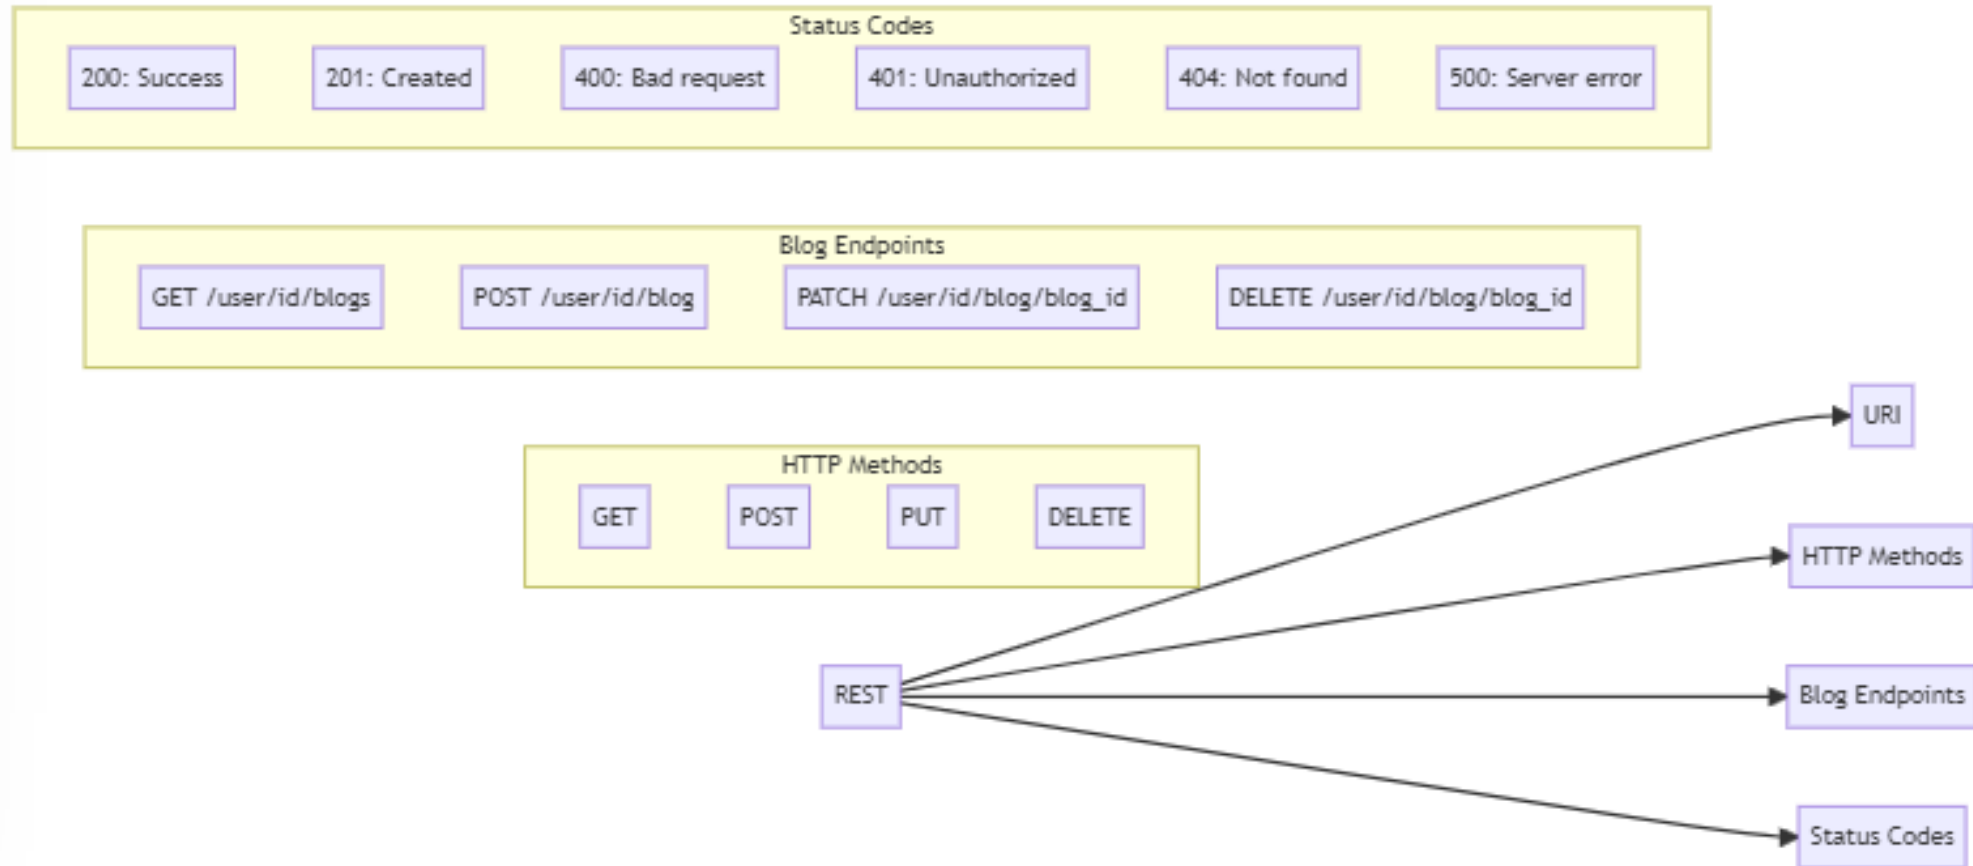 Status Codes
200: Success
201: Created
400: Bad request
401: Unauthorized
404: Not found
500: Server error
Blog Endpoints
GET /user/id/blogs
POST /user/id/blog
PATCH /user/id/blog/blog_id
DELETE /user/id/blog/blog_id
HTTP Methods
GET
POST
PUT
DELETE
REST
URI
HTTP Methods
Blog Endpoints
Status Codes